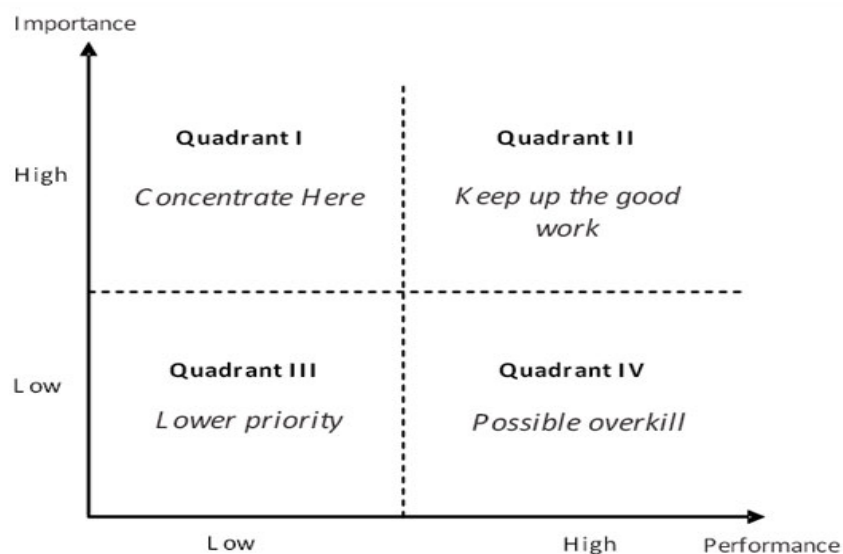 Importance
Quadrant I
Quadrant II
High
Concentrate Here
Keep up the good
work
Quadrant III
Quadrant IV
Low
Lower priority
Possible overkill
Low
High
Performance